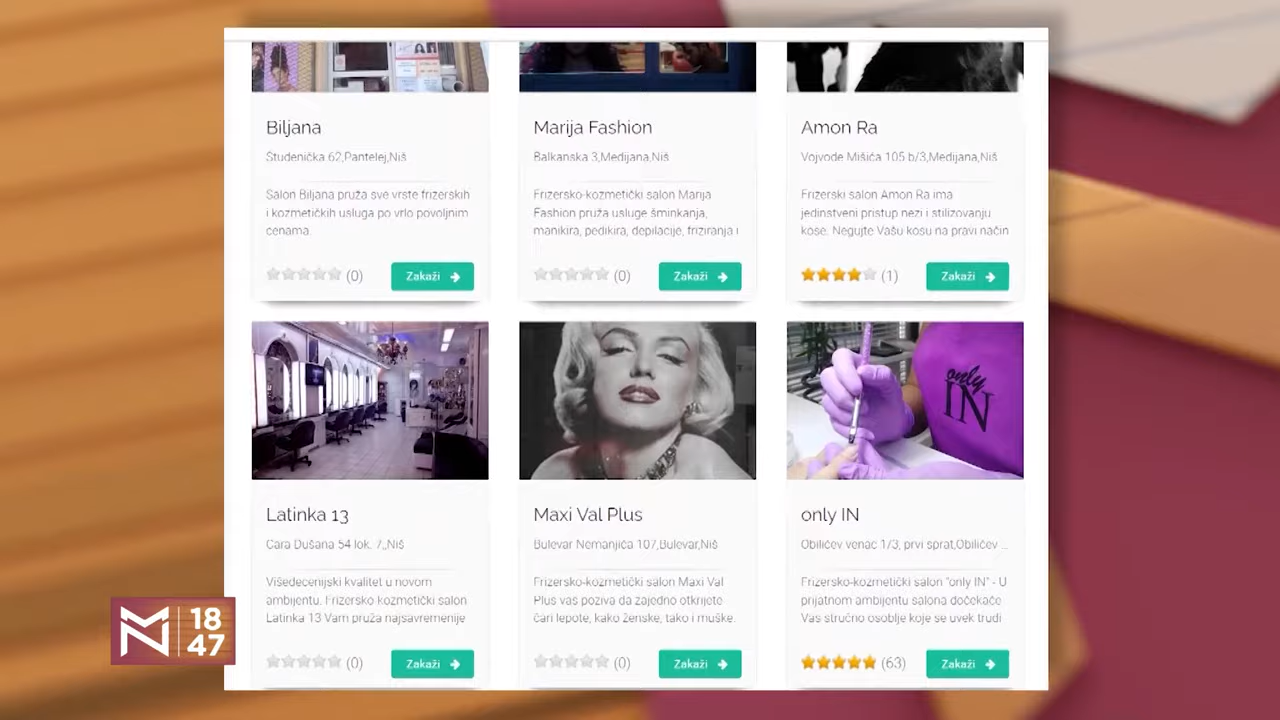 Biljana
Studenička 62,Pantelej,Niš
Salon Biljana pruža sve vrste frizerskih
i kozmetičkih usluga po vrlo povoljnim
cenama.
(0)
Zakaži
Marija Fashion
Balkanska 3,Medijana,Niš
Frizersko-kozmetički salon Marija
Fashion pruža usluge šminkanja,
manikira, pedikira, depilacije, friziranja i
(0)
Zakaži
Amon Ra
Vojvode Mišića 105 b/3,Medijana,Niš
Frizerski salon Amon Ra ima
jedinstveni pristup nezi i stilizovanju
kose. Negujte Vašu kosu na pravi način
(1)
Zakaži
Latinka 13
Cara Dušana 54 lok. 7,,Niš
Višedecenijski kvalitet u novom
ambijentu. Frizersko kozmetički salon
Latinka 13 Vam pruža najsavremenije
(0)
Zakaži
Maxi Val Plus
Bulevar Nemanjića 107,Bulevar,Niš
Frizersko-kozmetički salon Maxi Val
Plus vas poziva da zajedno otkrijete
čari lepote, kako ženske, tako i muške.
(0)
Zakaži
only
IN
only IN
Obilićev venac 1/3, prvi sprat,Obilićev ...
Frizersko-kozmetički salon "only IN" - U
prijatnom ambijentu salona dočekaće
Vas stručno osoblje koje se uvek trudi
(63)
Zakaži
18
47